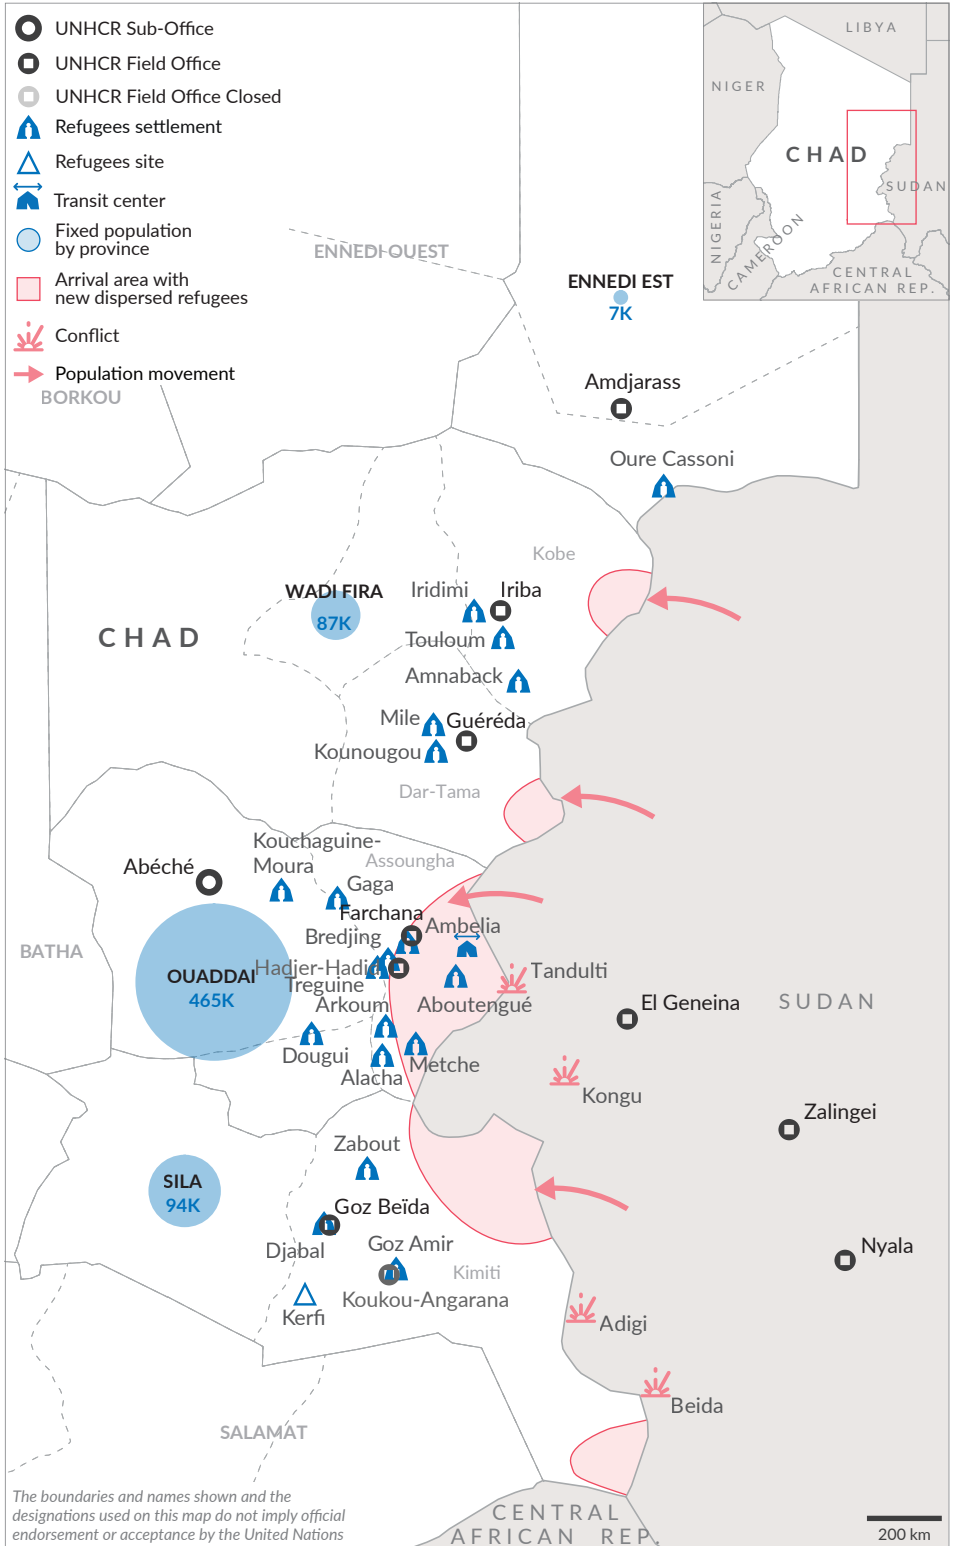 UNHCR Sub-Office
UNHCR Field Office
UNHCR Field Office Closed
Refugees settlement
Refugees site
Transit center
Fixed population
by province
Arrival area with
new dispersed refugees
Conflict
Population movement
LIBYA
NIGER
CHAD
SUDAN
NIGERIA
CAMEROON
CENTRAL
AFRICAN REP.
ENNEDI OUEST
ENNEDI EST
7K
BORKOU
Amdjarass
Oure Cassoni
Kobe
WADI FIRA
87K
Iridimi
Iriba
CHAD
Touloum
Amnaback
Mile
Guéréda
Kounougou
Dar-Tama
Kouchaguine-
Moura
Assoungha
Abéché
Gaga
Farchana
Ambelia
Bredjing
BATHA
OUADDAI
465K
Hadjer-Hadid
Treguine
Tandulti
Arkoum
Aboutengué
El Geneina
SUDAN
Dougui
Metche
Alacha
Kongu
Zalingei
Zabout
SILA
94K
Goz Beïda
Djabal
Goz Amir
Nyala
Kimiti
Koukou-Angarana
Kerfi
Adigi
Beida
SALAMAT
The boundaries and names shown and the
designations used on this map do not imply official
endorsement or acceptance by the United Nations
CENTRAL
AFRICAN REP.
200 km